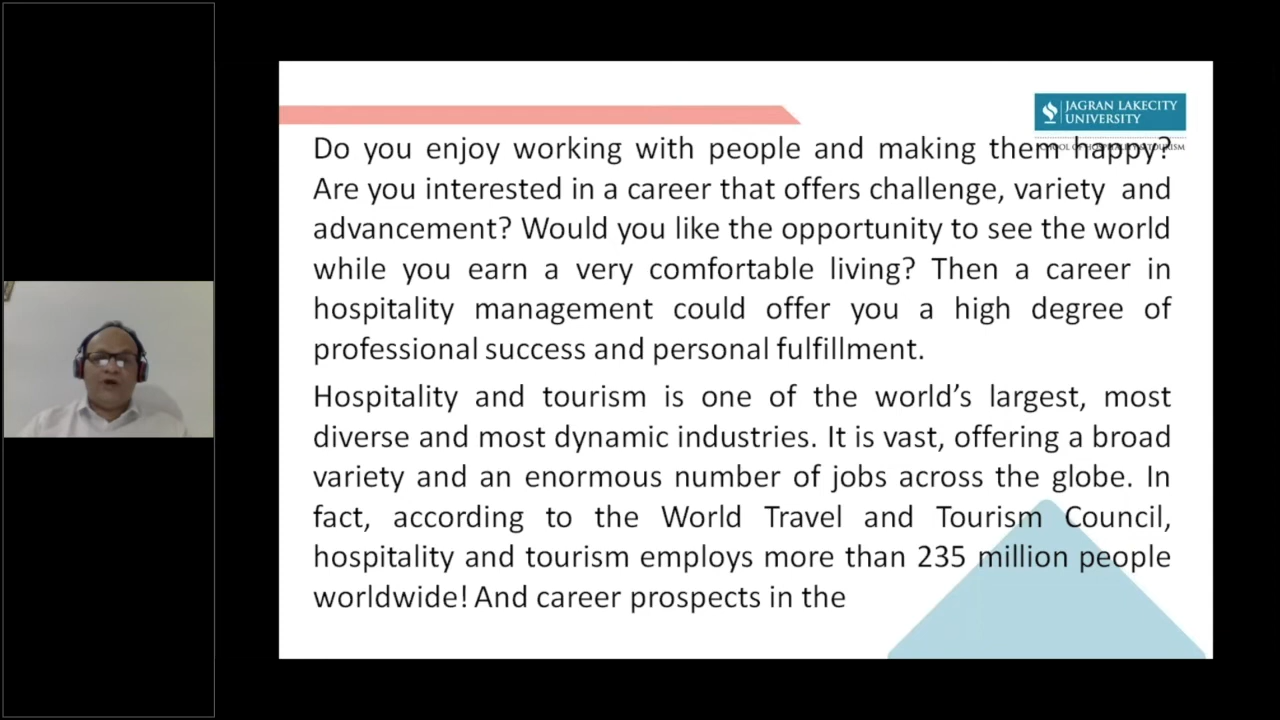 JAGRAN LAKECITY
UNIVERSITY
SCHOOL OF HOSPITALITY & TOURISM
Do you enjoy working with people and making them happy?
Are you interested in a career that offers challenge, variety and
advancement? Would you like the opportunity to see the world
while you earn a very comfortable living? Then a career in
hospitality management could offer you a high degree of
professional success and personal fulfillment.
Hospitality and tourism is one of the world’s largest, most
diverse and most dynamic industries. It is vast, offering a broad
variety and an enormous number of jobs across the globe. In
fact, according to the World Travel and Tourism Council,
hospitality and tourism employs more than 235 million people
worldwide! And career prospects in the